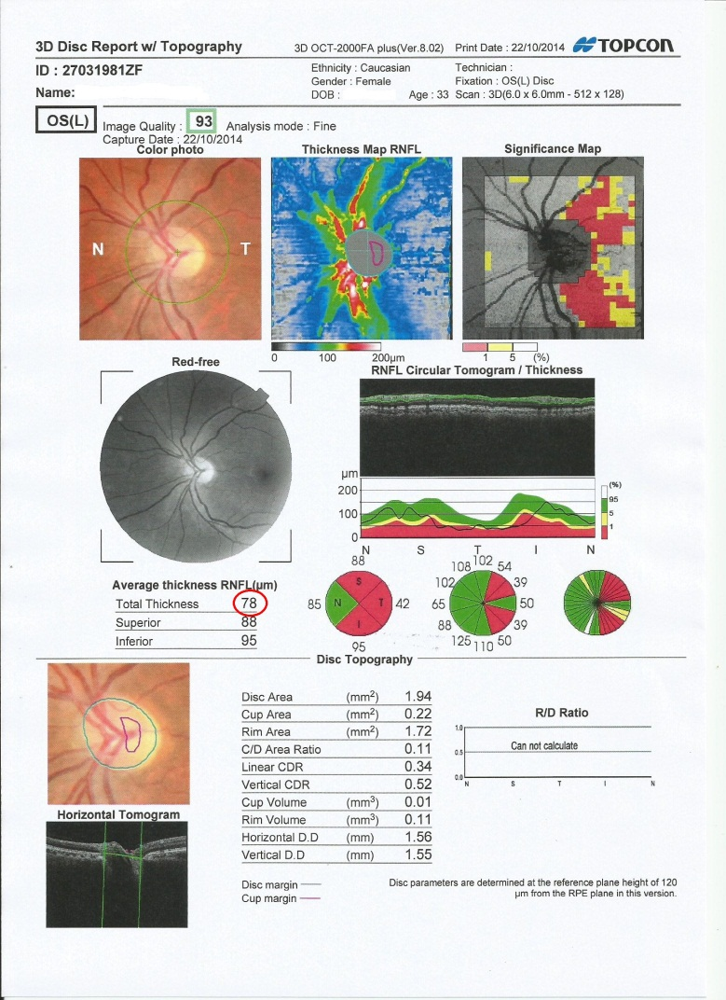 3D Disc Report w/ Topography 3D OCT-2000FA plus(Ver.8.02) Print Date : 22/10/2014 TOPCON
ID : 27031981ZF Ethnicity : Caucasian Technician :
Gender : Female Fixation : OS(L) Disc
Name: DOB : Age : 33 Scan : 3D(6.0 x 6.0mm - 512 x 128)
OS(L) Image Quality : 93 Analysis mode : Fine
Capture Date : 22/10/2014
Color photo Thickness Map RNFL Significance Map
N T
0 100 200μm
1 5 (%)
Red-free RNFL Circular Tomogram / Thickness
μm
200
100
0
(%)
95
5
1
N S T I N
88
S
85 N T 42
I
95
108 102 54
102 39
65 50
88 39
125 110 50
Average thickness RNFL(μm)
Total Thickness 78
Superior 88
Inferior 95
Disc Topography
Disc Area (mm²) 1.94
Cup Area (mm²) 0.22
Rim Area (mm²) 1.72
C/D Area Ratio 0.11
Linear CDR 0.34
Vertical CDR 0.52
Cup Volume (mm³) 0.01
Rim Volume (mm³) 0.11
Horizontal D.D (mm) 1.56
Vertical D.D (mm) 1.55
R/D Ratio
1.0
0.5 Can not calculate
0.0
N S T I N
Horizontal Tomogram
Disc margin
Cup margin
Disc parameters are determined at the reference plane height of 120
μm from the RPE plane in this version.